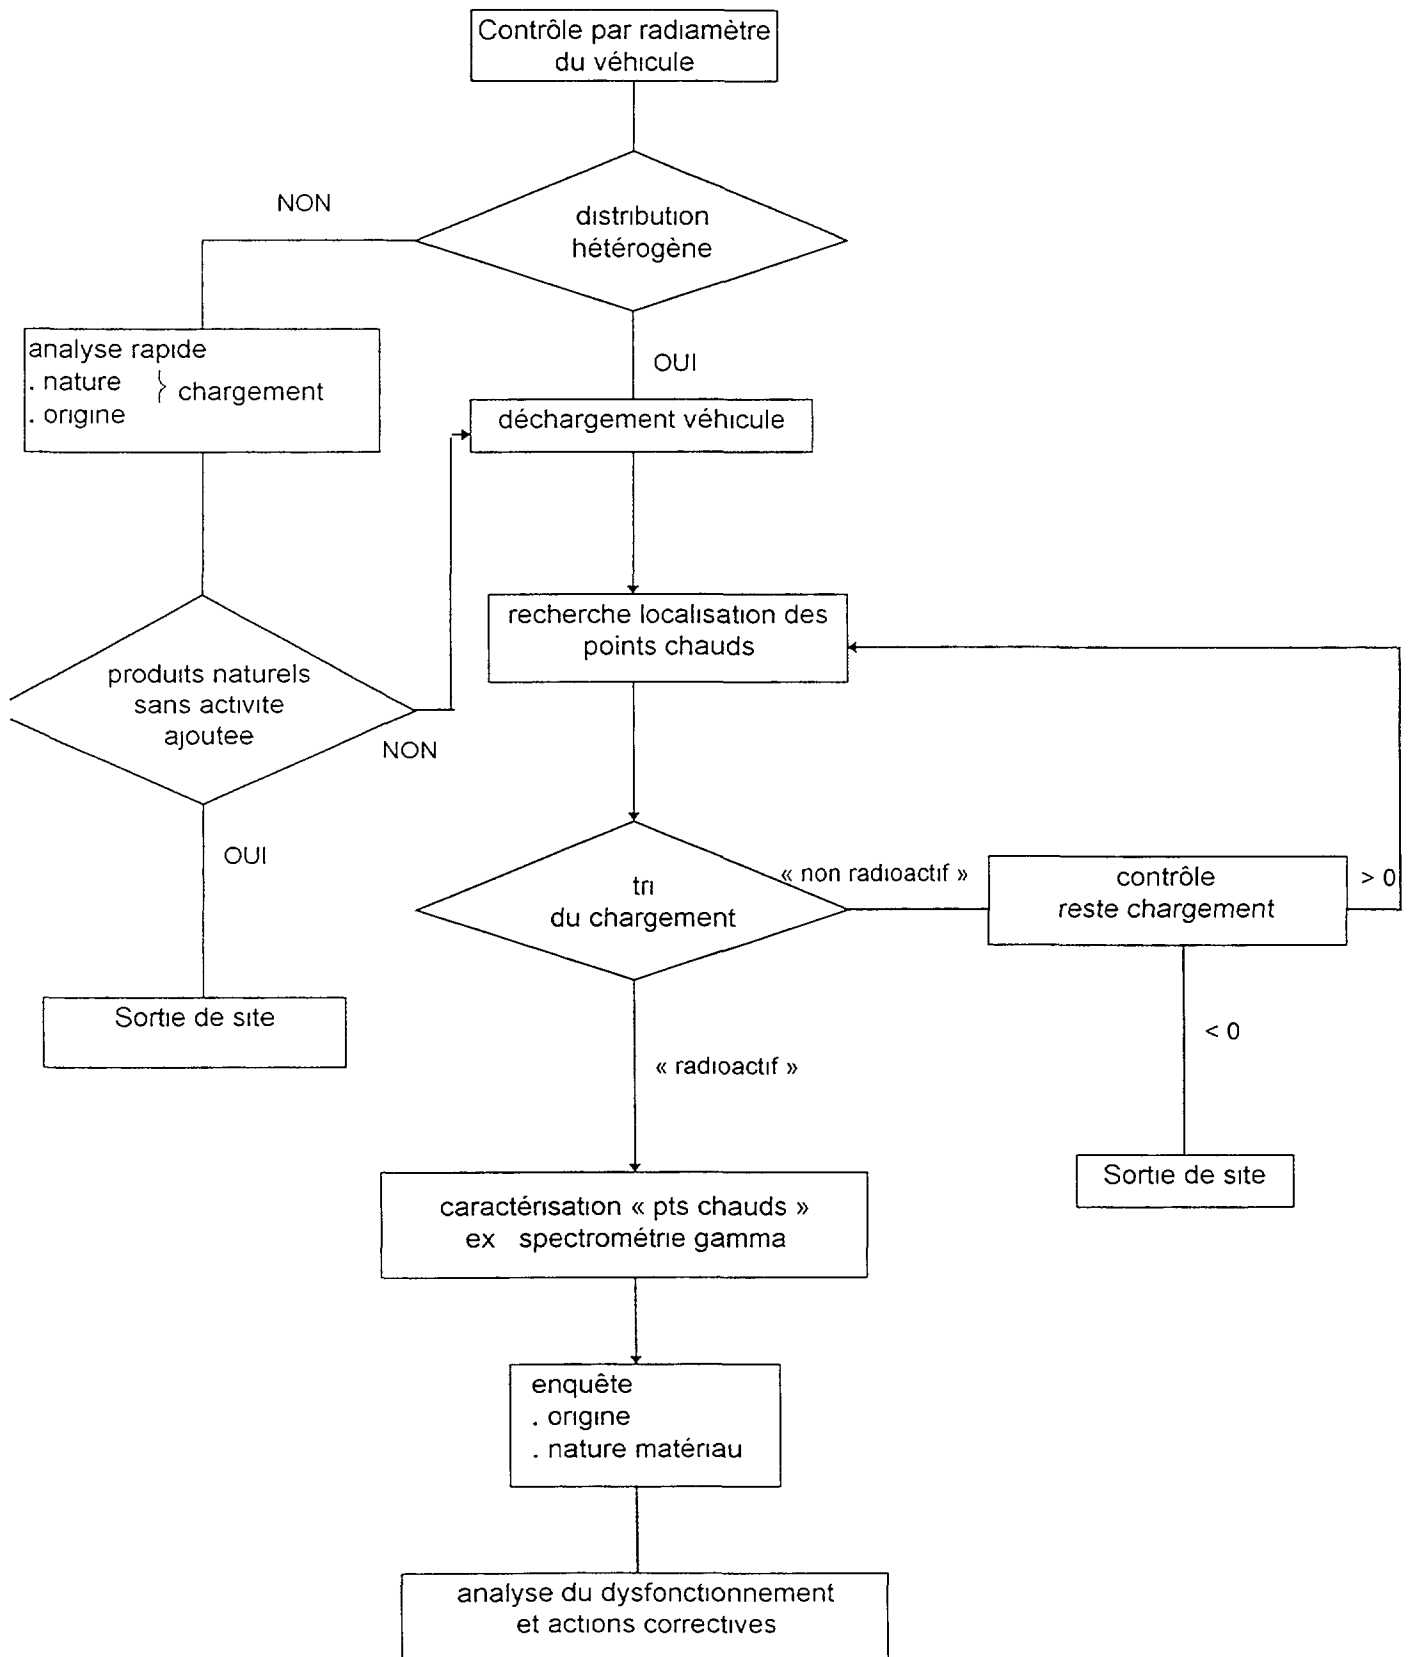 Contrôle par radiamètre
du véhicule
NON
distribution
hétérogène
OUI
analyse rapide
. nature
. origine
} chargement
déchargement véhicule
recherche localisation des
points chauds
produits naturels
sans activite
ajoutee
NON
OUI
Sortie de site
tri
du chargement
« non radioactif »
contrôle
reste chargement
> 0
< 0
Sortie de site
« radioactif »
caractérisation « pts chauds »
ex spectrométrie gamma
enquête
. origine
. nature matériau
analyse du dysfonctionnement
et actions correctives